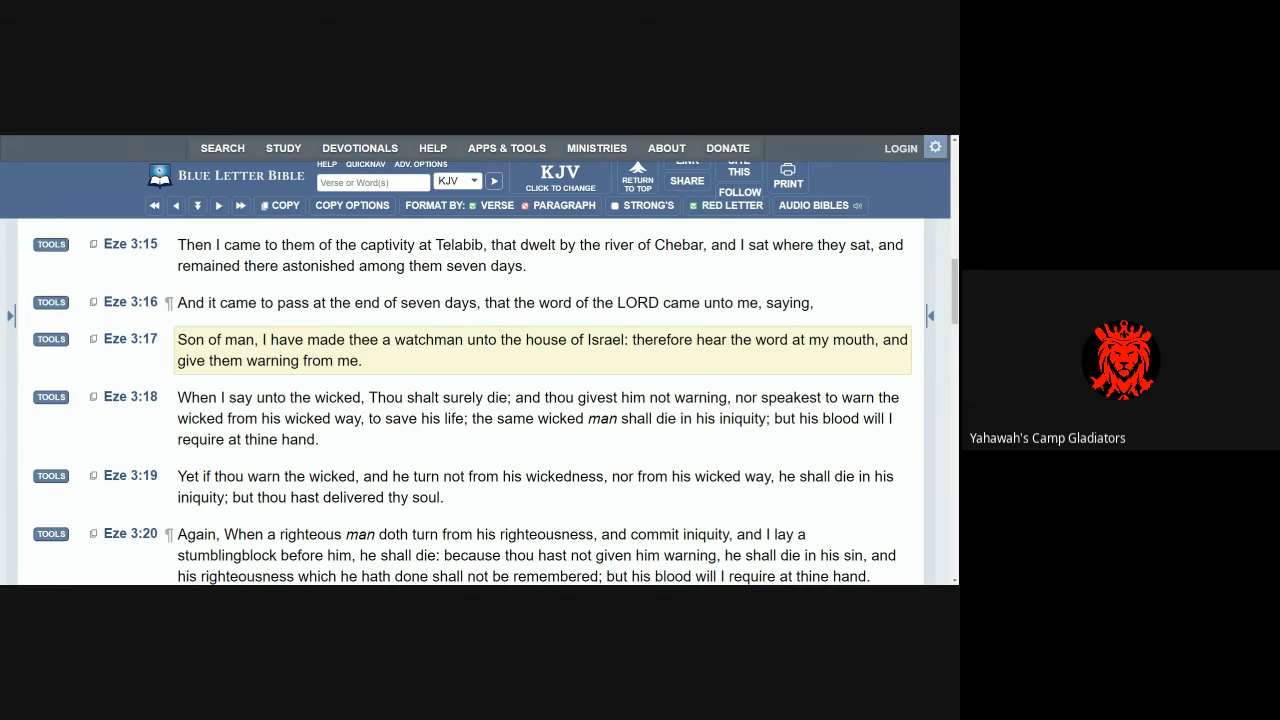 SEARCH STUDY DEVOTIONALS HELP APPS & TOOLS MINISTRIES ABOUT DONATE LOGIN
BLUE LETTER BIBLE
HELP QUICKNAV ADV. OPTIONS
Verse or Word(s) KJV
KJV
CLICK TO CHANGE
RETURN
TO TOP
LINK
SHARE
CITE
THIS
FOLLOW
PRINT
COPY COPY OPTIONS FORMAT BY: VERSE PARAGRAPH STRONG'S RED LETTER AUDIO BIBLES
TOOLS Eze 3:15 Then I came to them of the captivity at Telabib, that dwelt by the river of Chebar, and I sat where they sat, and
remained there astonished among them seven days.
TOOLS Eze 3:16 ¶ And it came to pass at the end of seven days, that the word of the LORD came unto me, saying,
TOOLS Eze 3:17 Son of man, I have made thee a watchman unto the house of Israel: therefore hear the word at my mouth, and
give them warning from me.
TOOLS Eze 3:18 When I say unto the wicked, Thou shalt surely die; and thou givest him not warning, nor speakest to warn the
wicked from his wicked way, to save his life; the same wicked man shall die in his iniquity; but his blood will I
require at thine hand.
TOOLS Eze 3:19 Yet if thou warn the wicked, and he turn not from his wickedness, nor from his wicked way, he shall die in his
iniquity; but thou hast delivered thy soul.
TOOLS Eze 3:20 ¶ Again, When a righteous man doth turn from his righteousness, and commit iniquity, and I lay a
stumblingblock before him, he shall die: because thou hast not given him warning, he shall die in his sin, and
his righteousness which he hath done shall not be remembered; but his blood will I require at thine hand.
Yahawah's Camp Gladiators